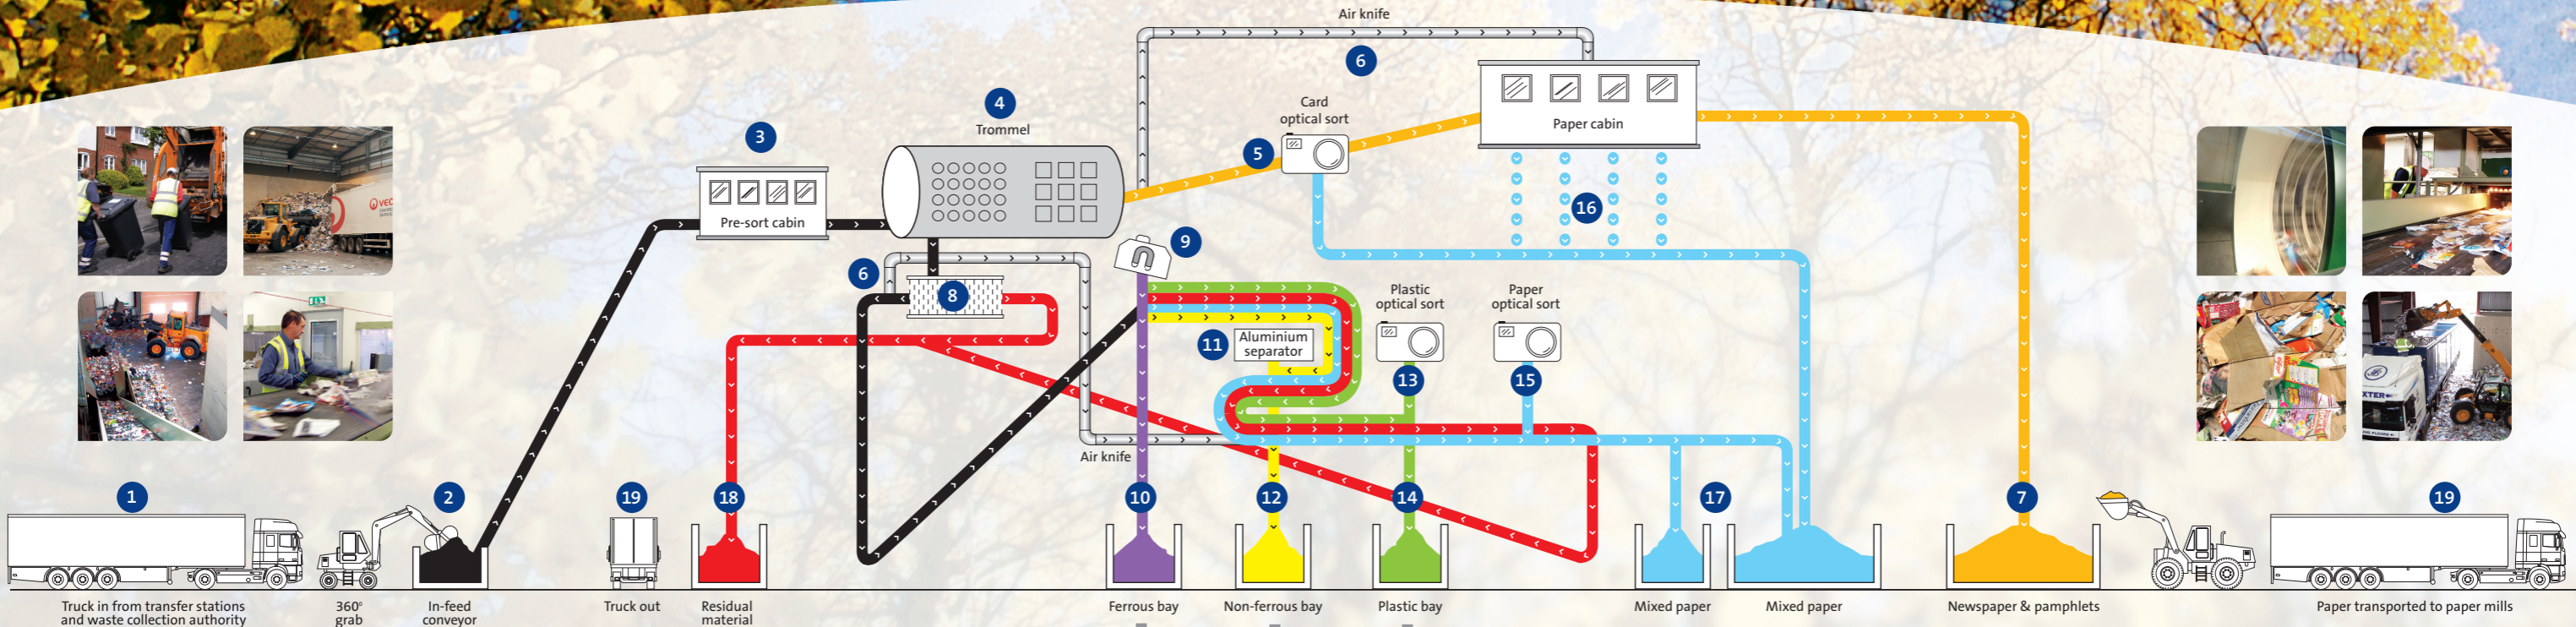 Air knife
6
3
4
Trommel
Card
optical sort
5
Paper cabin
Pre-sort cabin
16
9
6
8
Plastic
optical sort
Paper
optical sort
11
Aluminium
separator
13
15
Air knife
1
2
19
18
10
12
14
17
7
19
Truck in from transfer stations
and waste collection authority
360°
grab
In-feed
conveyor
Truck out
Residual
material
Ferrous bay
Non-ferrous bay
Plastic bay
Mixed paper
Mixed paper
Newspaper & pamphlets
Paper transported to paper mills